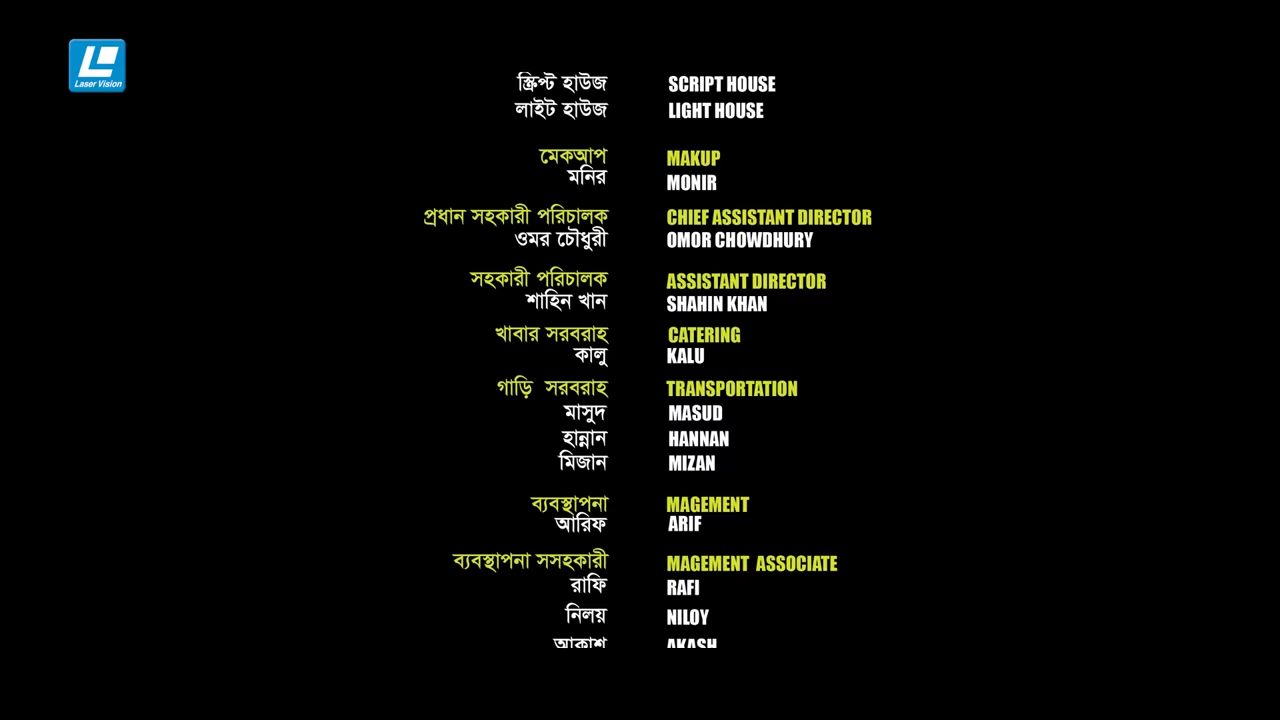 Laser Vision
স্ক্রিপ্ট হাউজ SCRIPT HOUSE
লাইট হাউজ LIGHT HOUSE
মেকআপ MAKUP
মনির MONIR
প্রধান সহকারী পরিচালক CHIEF ASSISTANT DIRECTOR
ওমর চৌধুরী OMOR CHOWDHURY
সহকারী পরিচালক ASSISTANT DIRECTOR
শাহিন খান SHAHIN KHAN
খাবার সরবরাহ CATERING
কালু KALU
গাড়ি সরবরাহ TRANSPORTATION
মাসুদ MASUD
হান্নান HANNAN
মিজান MIZAN
ব্যবস্থাপনা MAGEMENT
আরিফ ARIF
ব্যবস্থাপনা সসহকারী MAGEMENT ASSOCIATE
রাফি RAFI
নিলয় NILOY
আকাশ AKASH